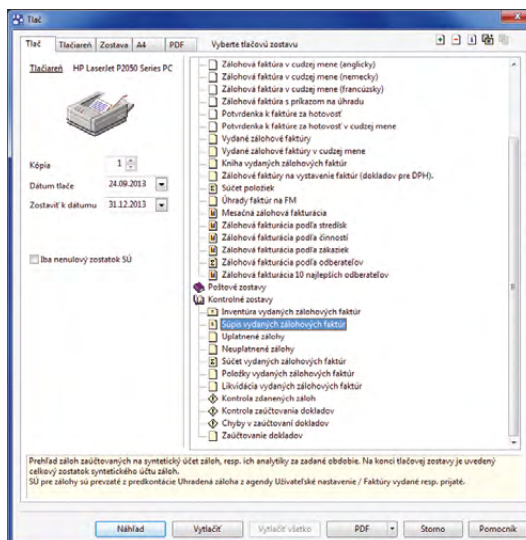 Tlač
Tlač
Tlačiareň
Zostava
A4
PDF
Vyberte tlačovú zostavu
Tlačiareň HP LaserJet P2050 Series PC
Kópia 1
Dátum tlače 24.09.2013
Zostaviť k dátumu 31.12.2013
Iba nenulový zostatok SÚ
Zálohová faktúra v cudzej mene (anglicky)
Zálohová faktúra v cudzej mene (nemecky)
Zálohová faktúra v cudzej mene (francúzsky)
Zálohová faktúra s príkazom na úhradu
Potvrdenka k faktúre za hotovosť
Potvrdenka k faktúre za hotovosť v cudzej mene
Vydané zálohové faktúry
Vydané zálohové faktúry v cudzej mene
Kniha vydaných zálohových faktúr
Zálohové faktúry na vystavenie faktúr (dokladov pre DPH).
Súčet položiek
Úhrady faktúr na FM
Mesačná zálohová fakturácia
Zálohová fakturácia podľa stredísk
Zálohová fakturácia podľa činností
Zálohová fakturácia podľa zákaziek
Zálohová fakturácia podľa odberateľov
Zálohová fakturácia 10 najlepších odberateľov
Poštové zostavy
Kontrolné zostavy
Inventúra vydaných zálohových faktúr
Súpis vydaných zálohových faktúr
Uplatnené zálohy
Neuplatnené zálohy
Súčet vydaných zálohových faktúr
Položky vydaných zálohových faktúr
Likvidácia vydaných zálohových faktúr
Kontrola zdanených záloh
Kontrola zaúčtovania dokladov
Chyby v zaúčtovaní dokladov
Zaúčtovanie dokladov
Prehľad záloh zaúčtovaných na syntetický účet záloh, resp. ich analytiky za zadané obdobie. Na konci tlačovej zostavy je uvedený
celkový zostatok syntetického účtu záloh.
SÚ pre zálohy sú prevzaté z predkontácie Uhradená záloha z agendy Užívateľské nastavenie / Faktúry vydané resp. prijaté.
Náhľad
Vytlačiť
Vytlačiť všetko
PDF
Storno
Pomocník